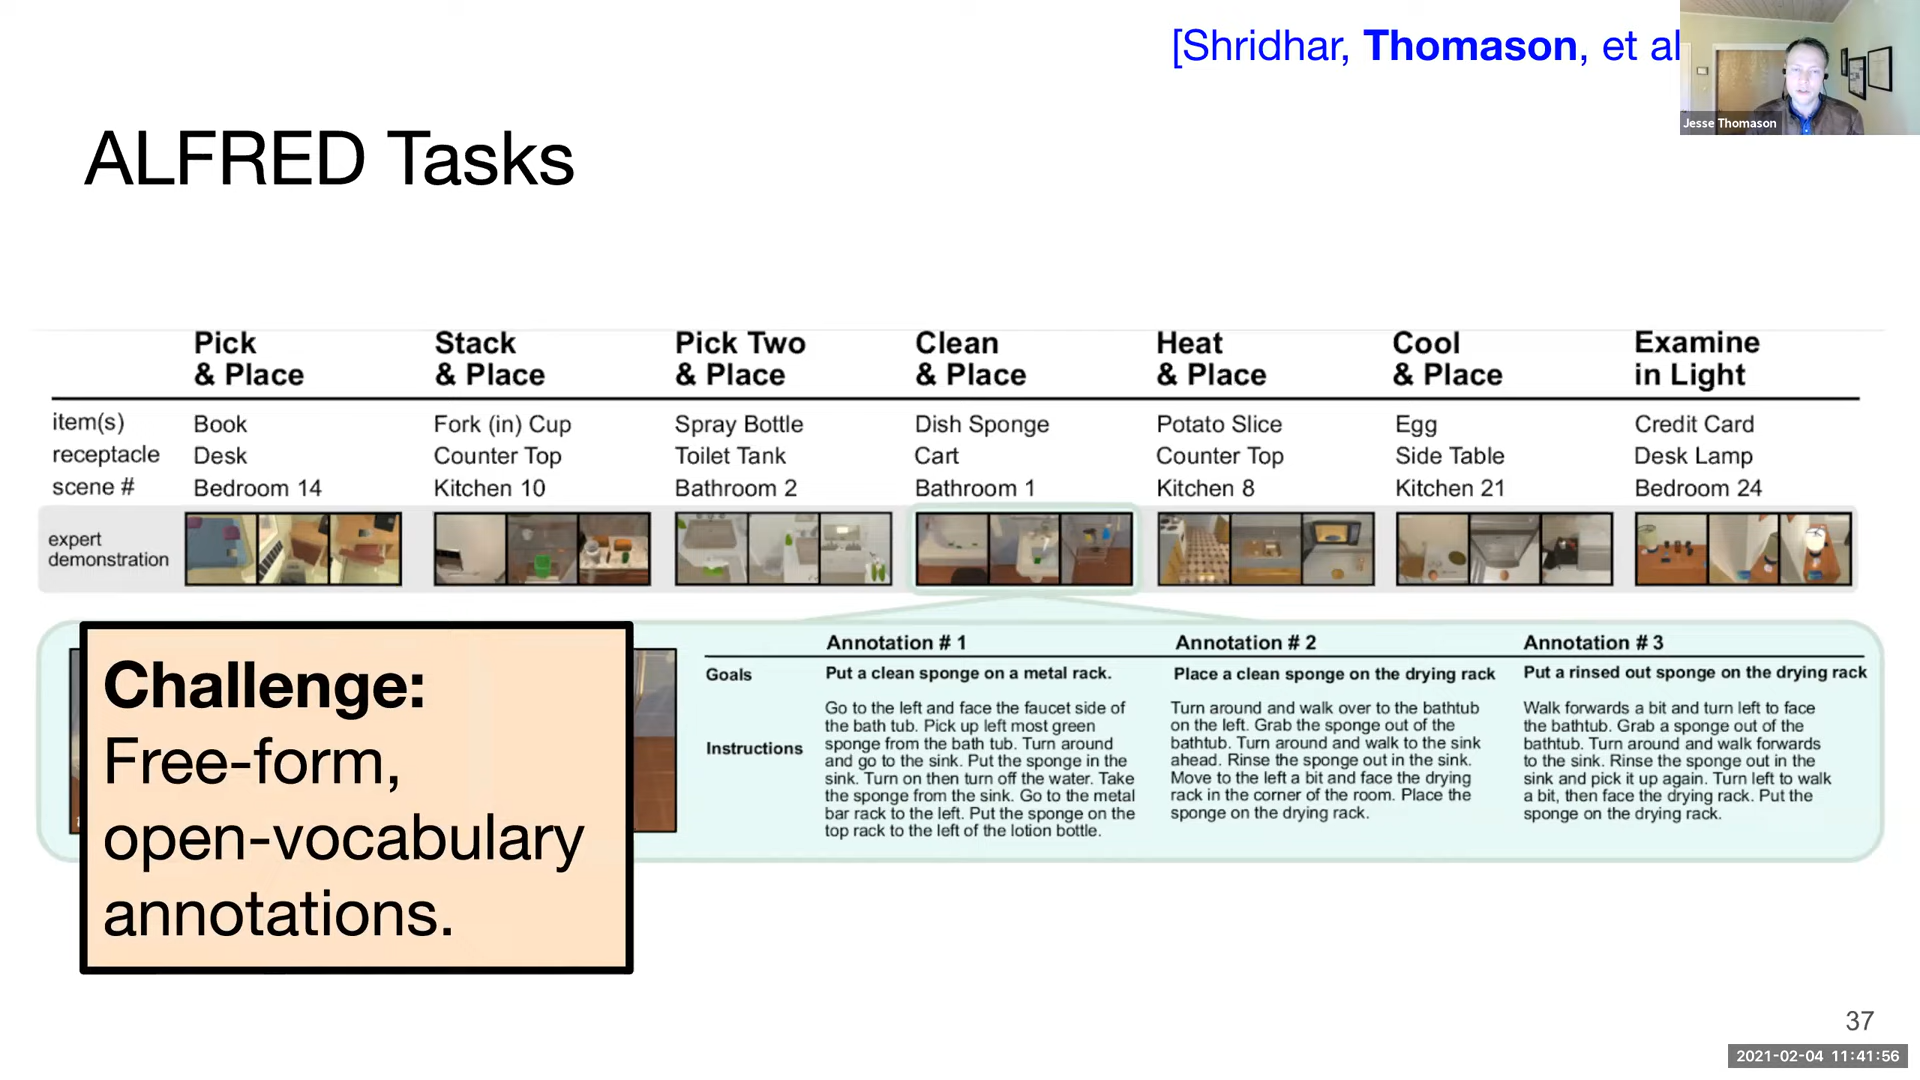 [Shridhar, Thomason, et al
Jesse Thomason
ALFRED Tasks
Pick & Place
Stack & Place
Pick Two & Place
Clean & Place
Heat & Place
Cool & Place
Examine in Light
item(s) Book Fork (in) Cup Spray Bottle Dish Sponge Potato Slice Egg Credit Card
receptacle Desk Counter Top Toilet Tank Cart Counter Top Side Table Desk Lamp
scene # Bedroom 14 Kitchen 10 Bathroom 2 Bathroom 1 Kitchen 8 Kitchen 21 Bedroom 24
expert
demonstration
Challenge:
Free-form,
open-vocabulary
annotations.
Goals
Instructions
Annotation # 1
Put a clean sponge on a metal rack.
Go to the left and face the faucet side of
the bath tub. Pick up left most green
sponge from the bath tub. Turn around
and go to the sink. Put the sponge in the
sink. Turn on then turn off the water. Take
the sponge from the sink. Go to the metal
bar rack to the left. Put the sponge on the
top rack to the left of the lotion bottle.
Annotation # 2
Place a clean sponge on the drying rack
Turn around and walk over to the bathtub
on the left. Grab the sponge out of the
bathtub. Turn around and walk to the sink
ahead. Rinse the sponge out in the sink.
Move to the left a bit and face the drying
rack in the corner of the room. Place the
sponge on the drying rack.
Annotation # 3
Put a rinsed out sponge on the drying rack
Walk forwards a bit and turn left to face
the bathtub. Grab a sponge out of the
bathtub. Turn around and walk forwards
to the sink. Rinse the sponge out in the
sink and pick it up again. Turn left to walk
a bit, then face the drying rack. Put the
sponge on the drying rack.
37
2021-02-04 11:41:56